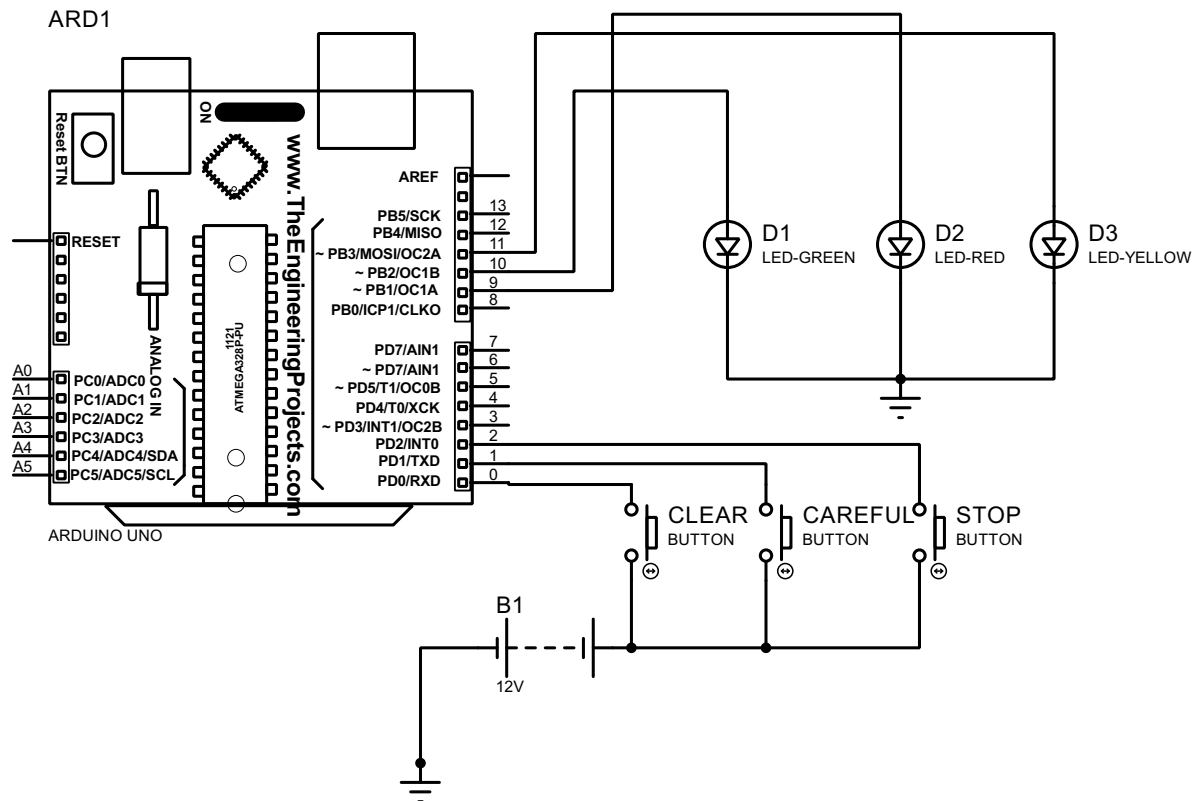 ARD1
ON
Reset BTN
www.TheEngineeringProjects.com
RESET
ANALOG IN
1121
ATMEGA328P-PU
A0
A1
A2
A3
A4
A5
PC0/ADC0
PC1/ADC1
PC2/ADC2
PC3/ADC3
PC4/ADC4/SDA
PC5/ADC5/SCL
AREF
PB5/SCK 13
PB4/MISO 12
~ PB3/MOSI/OC2A 11
~ PB2/OC1B 10
~ PB1/OC1A 9
PB0/ICP1/CLKO 8
PD7/AIN1 7
~ PD7/AIN1 6
~ PD5/T1/OC0B 5
PD4/T0/XCK 4
~ PD3/INT1/OC2B 3
PD2/INT0 2
PD1/TXD 1
PD0/RXD 0
ARDUINO UNO
D1
LED-GREEN
D2
LED-RED
D3
LED-YELLOW
CLEAR
BUTTON
CAREFUL
BUTTON
STOP
BUTTON
B1
12V